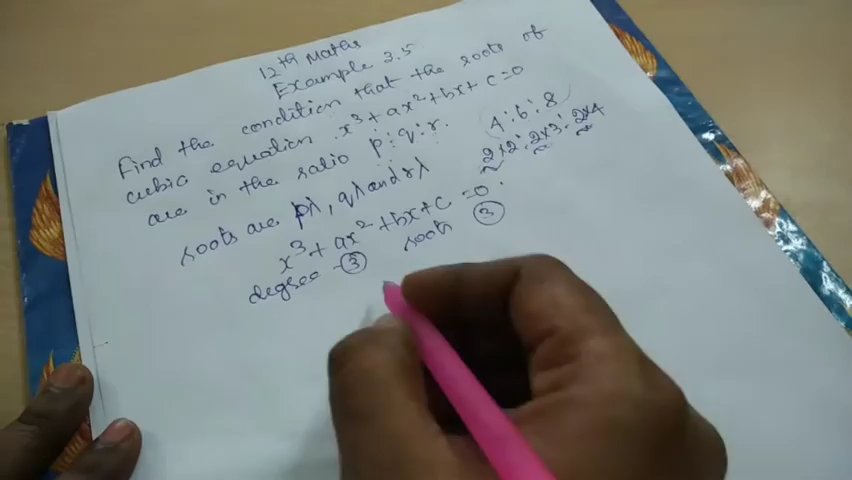 12th Maths
Example 3.5
Find the condition that the roots of
cubic equation x³+ax²+bx+c=0
are in the ratio p:q:r.
4:6:8
2×2:2×3:2×4
roots are pλ, qλ and rλ
x³+ax²+bx+c=0.
degree - 3 roots 3